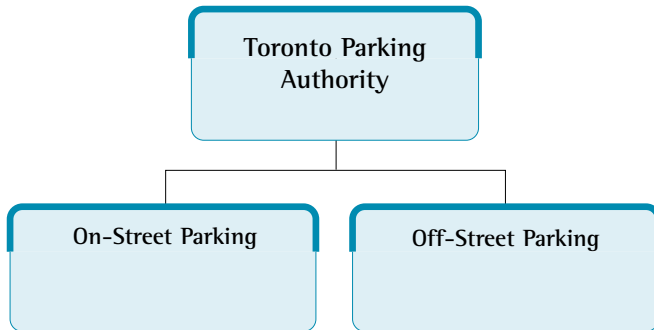 Toronto Parking
Authority
On-Street Parking
Off-Street Parking